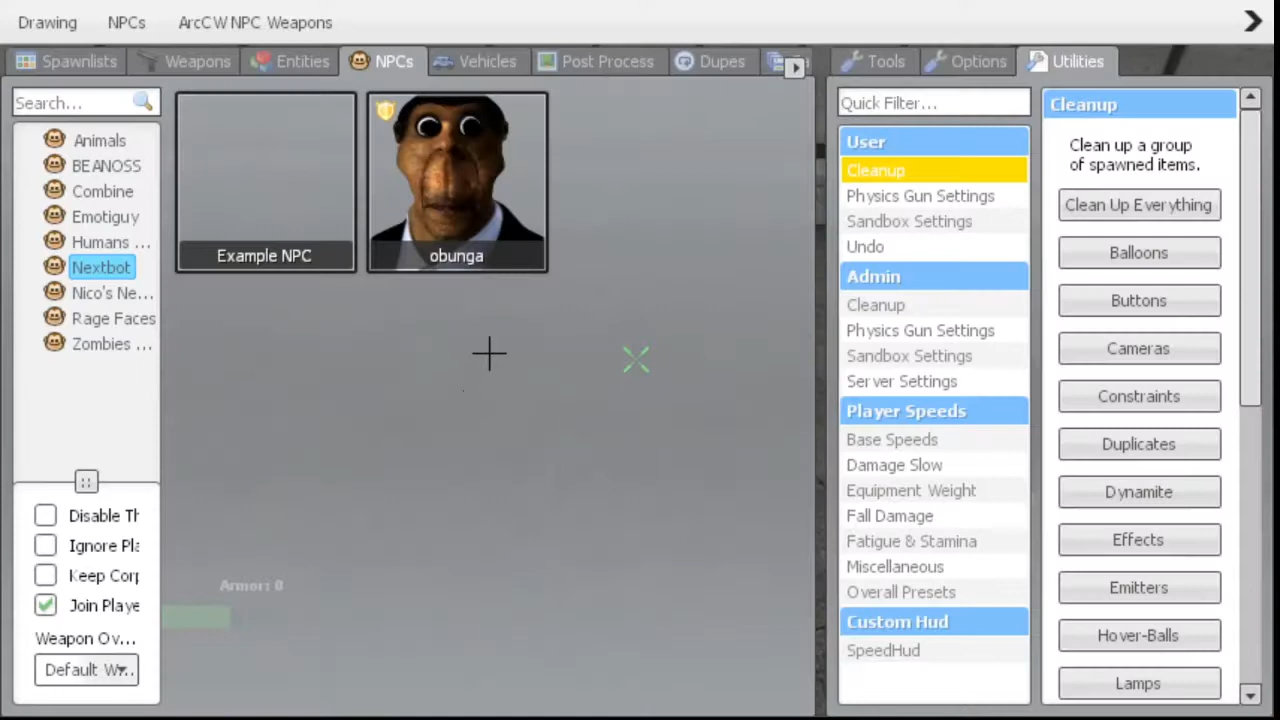 Drawing NPCs ArcCW NPC Weapons
Spawnlists Weapons Entities NPCs Vehicles Post Process Dupes
Tools Options Utilities
Search...
Animals
BEANOSS
Combine
Emotiguy
Humans ...
Nextbot
Nico's Ne...
Rage Faces
Zombies ...
Disable Th
Ignore Pla
Keep Corp
Join Playe
Weapon Ov...
Default W...
Example NPC
obunga
Armor: 0
Quick Filter...
User
Cleanup
Physics Gun Settings
Sandbox Settings
Undo
Admin
Cleanup
Physics Gun Settings
Sandbox Settings
Server Settings
Player Speeds
Base Speeds
Damage Slow
Equipment Weight
Fall Damage
Fatigue & Stamina
Miscellaneous
Overall Presets
Custom Hud
SpeedHud
Cleanup
Clean up a group
of spawned items.
Clean Up Everything
Balloons
Buttons
Cameras
Constraints
Duplicates
Dynamite
Effects
Emitters
Hover-Balls
Lamps